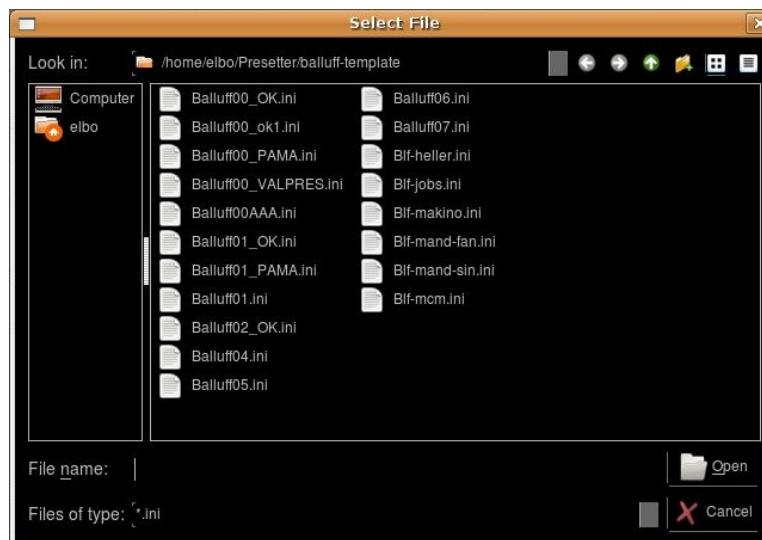 Select File
Look in: /home/elbo/Presetter/balluff-template
Computer
elbo
Balluff00_OK.ini
Balluff00_ok1.ini
Balluff00_PAMA.ini
Balluff00_VALPRES.ini
Balluff00AAA.ini
Balluff01_OK.ini
Balluff01_PAMA.ini
Balluff01.ini
Balluff02_OK.ini
Balluff04.ini
Balluff05.ini
Balluff06.ini
Balluff07.ini
Blf-heller.ini
Blf-jobs.ini
Blf-makino.ini
Blf-mand-fan.ini
Blf-mand-sin.ini
Blf-mcm.ini
File name:
Open
Files of type: *.ini
Cancel